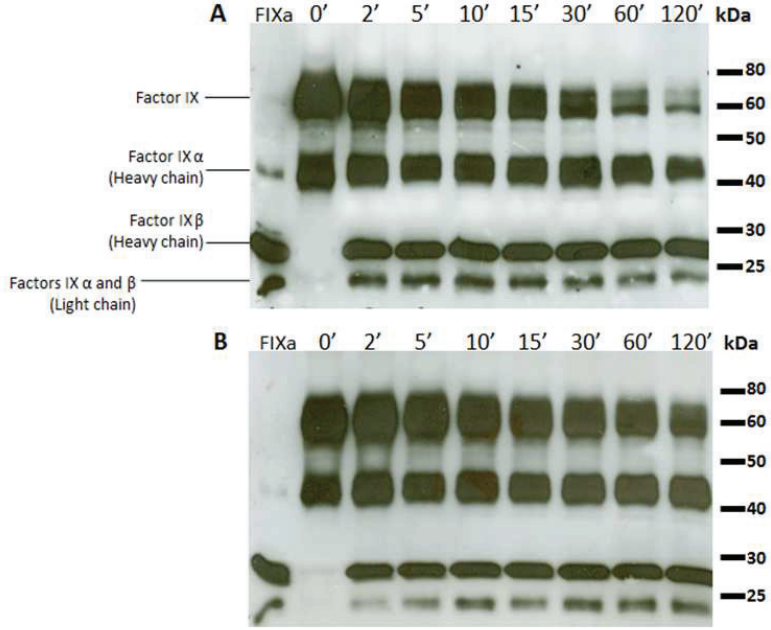 A
FIXa 0′ 2′ 5′ 10′ 15′ 30′ 60′ 120′ kDa
80
Factor IX
60
50
Factor IX α
(Heavy chain)
40
Factor IX β
(Heavy chain)
30
25
Factors IX α and β
(Light chain)
B
FIXa 0′ 2′ 5′ 10′ 15′ 30′ 60′ 120′ kDa
80
60
50
40
30
25